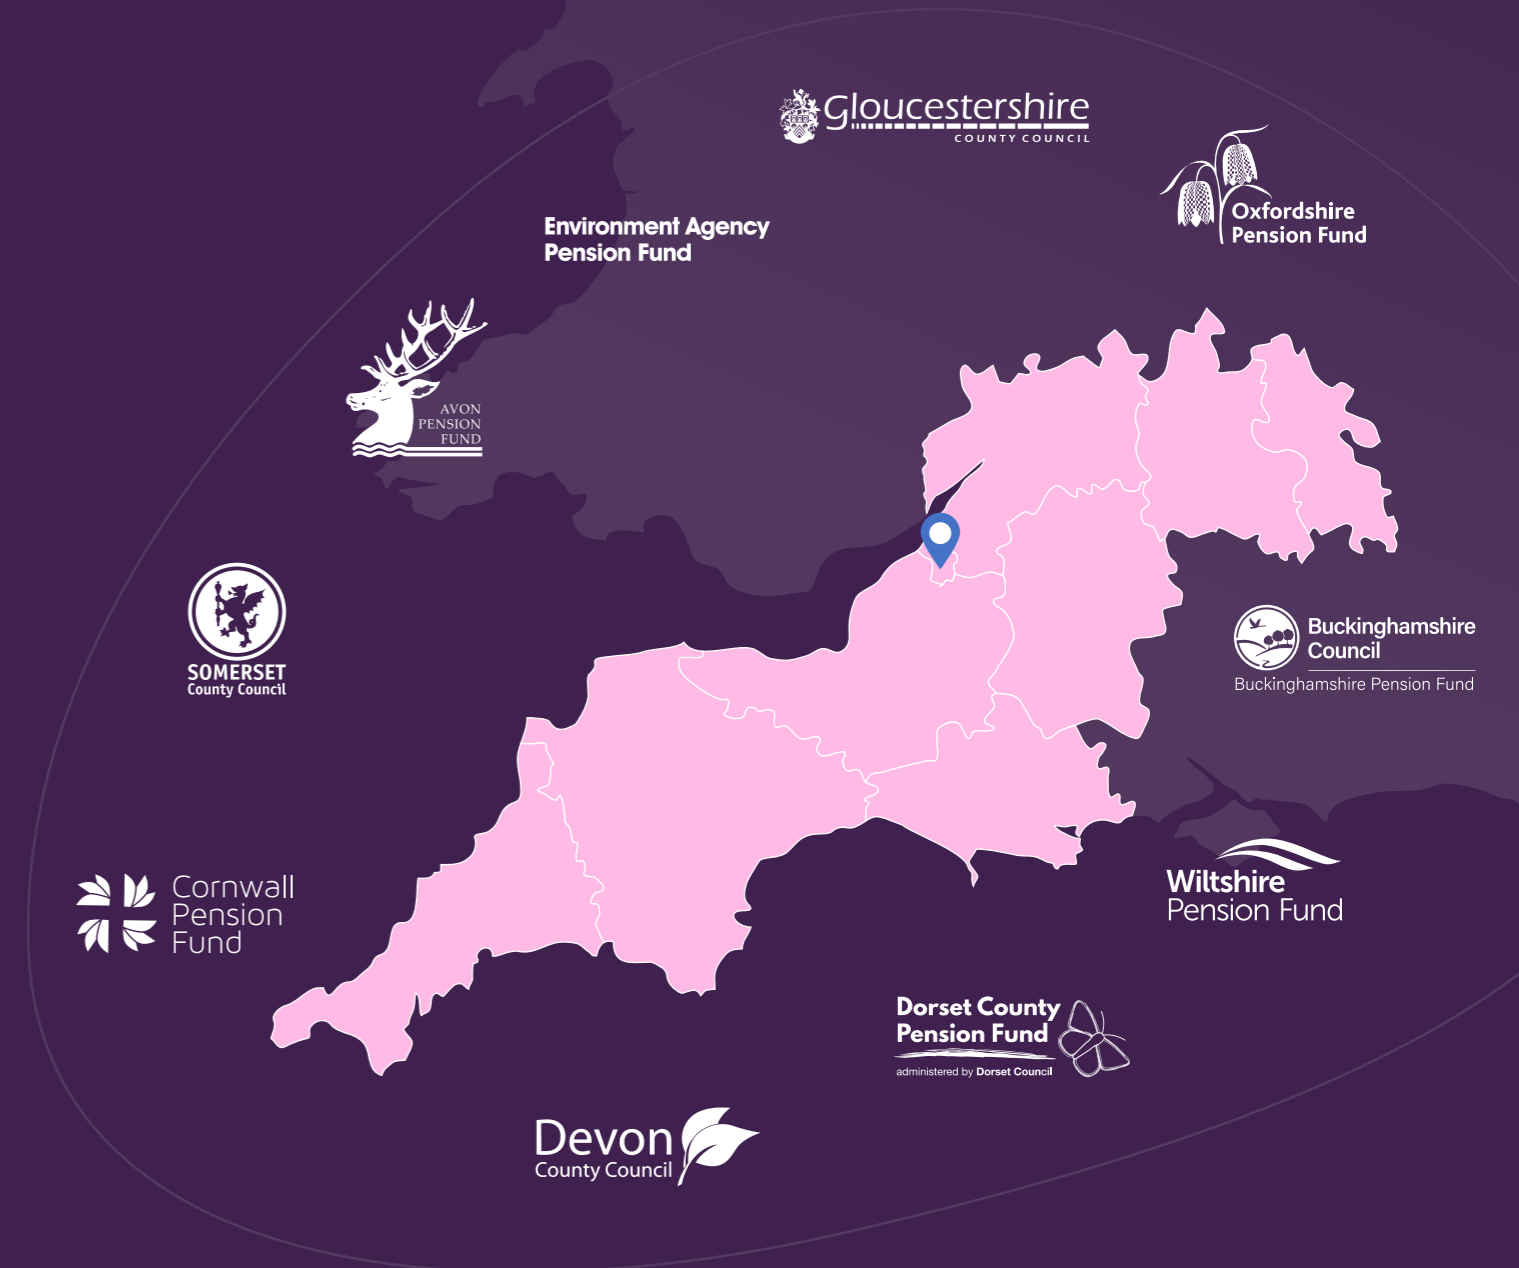 Gloucestershire
COUNTY COUNCIL
Oxfordshire
Pension Fund
Environment Agency
Pension Fund
AVON
PENSION
FUND
SOMERSET
County Council
Buckinghamshire
Council
Buckinghamshire Pension Fund
Cornwall
Pension
Fund
Wiltshire
Pension Fund
Dorset County
Pension Fund
administered by Dorset Council
Devon
County Council